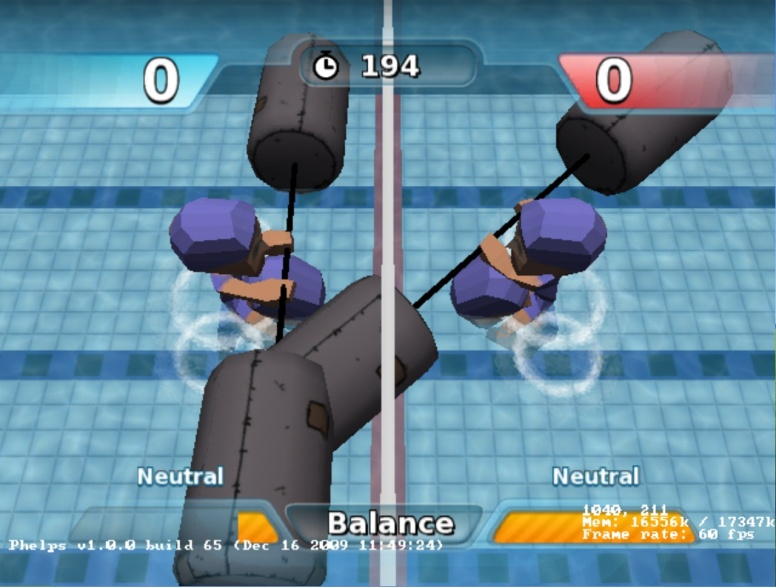 0
194
0
Neutral
Neutral
Balance
1040, 211
Mem: 16556k / 17347k
Frame rate: 60 fps
Phelps v1.0.0 build 65 (Dec 16 2009 11:49:24)